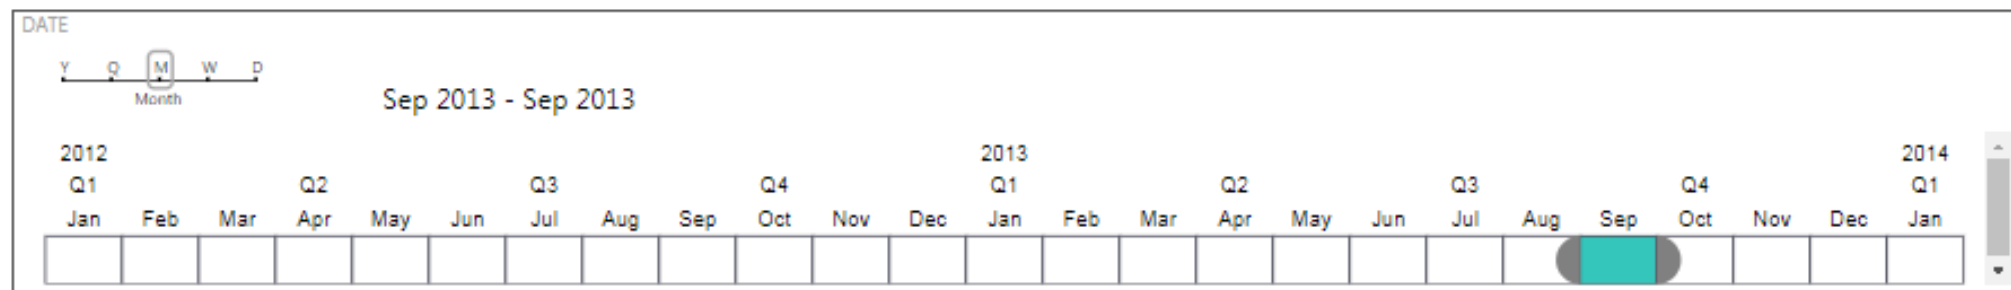 DATE
Y Q M W D
Month
Sep 2013 - Sep 2013
2012 2013 2014
Q1 Q2 Q3 Q4 Q1 Q2 Q3 Q4 Q1
Jan Feb Mar Apr May Jun Jul Aug Sep Oct Nov Dec Jan Feb Mar Apr May Jun Jul Aug Sep Oct Nov Dec Jan